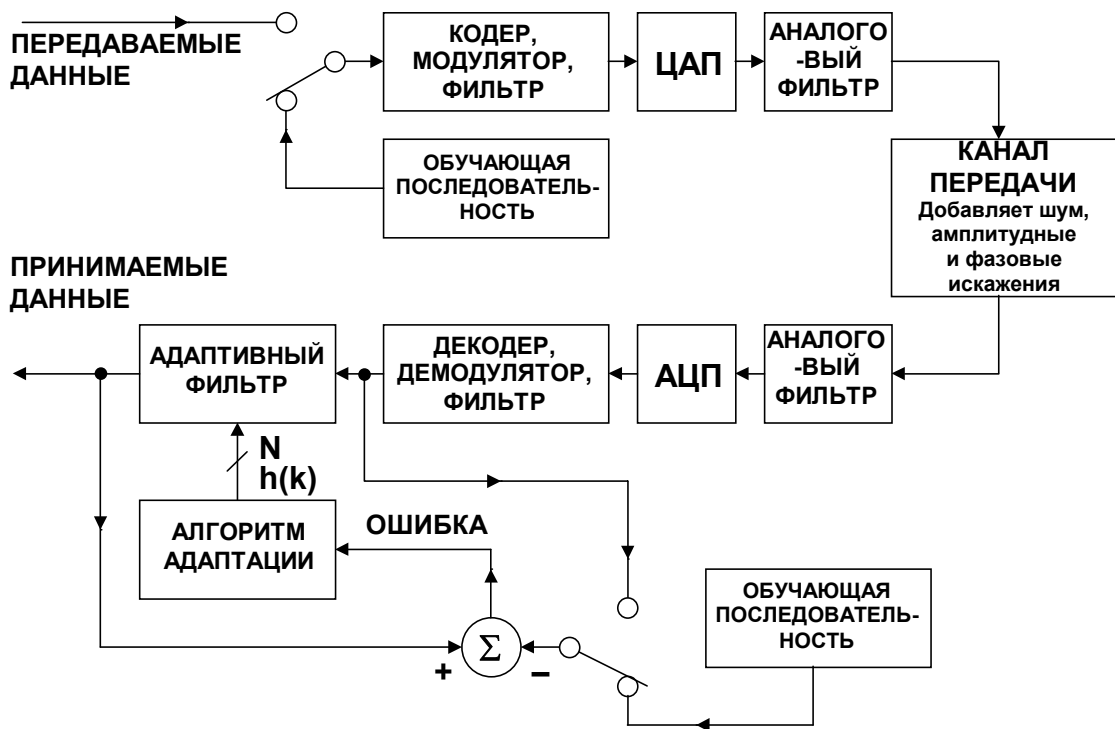 ПЕРЕДАВАЕМЫЕ
ДАННЫЕ
КОДЕР,
МОДУЛЯТОР,
ФИЛЬТР
ЦАП
АНАЛОГО
-ВЫЙ
ФИЛЬТР
ОБУЧАЮЩАЯ
ПОСЛЕДОВАТЕЛЬ-
НОСТЬ
КАНАЛ
ПЕРЕДАЧИ
Добавляет шум,
амплитудные
и фазовые
искажения
ПРИНИМАЕМЫЕ
ДАННЫЕ
АДАПТИВНЫЙ
ФИЛЬТР
ДЕКОДЕР,
ДЕМОДУЛЯТОР,
ФИЛЬТР
АЦП
АНАЛОГО
-ВЫЙ
ФИЛЬТР
N
h(k)
АЛГОРИТМ
АДАПТАЦИИ
ОШИБКА
Σ
+
−
ОБУЧАЮЩАЯ
ПОСЛЕДОВАТЕЛЬ-
НОСТЬ